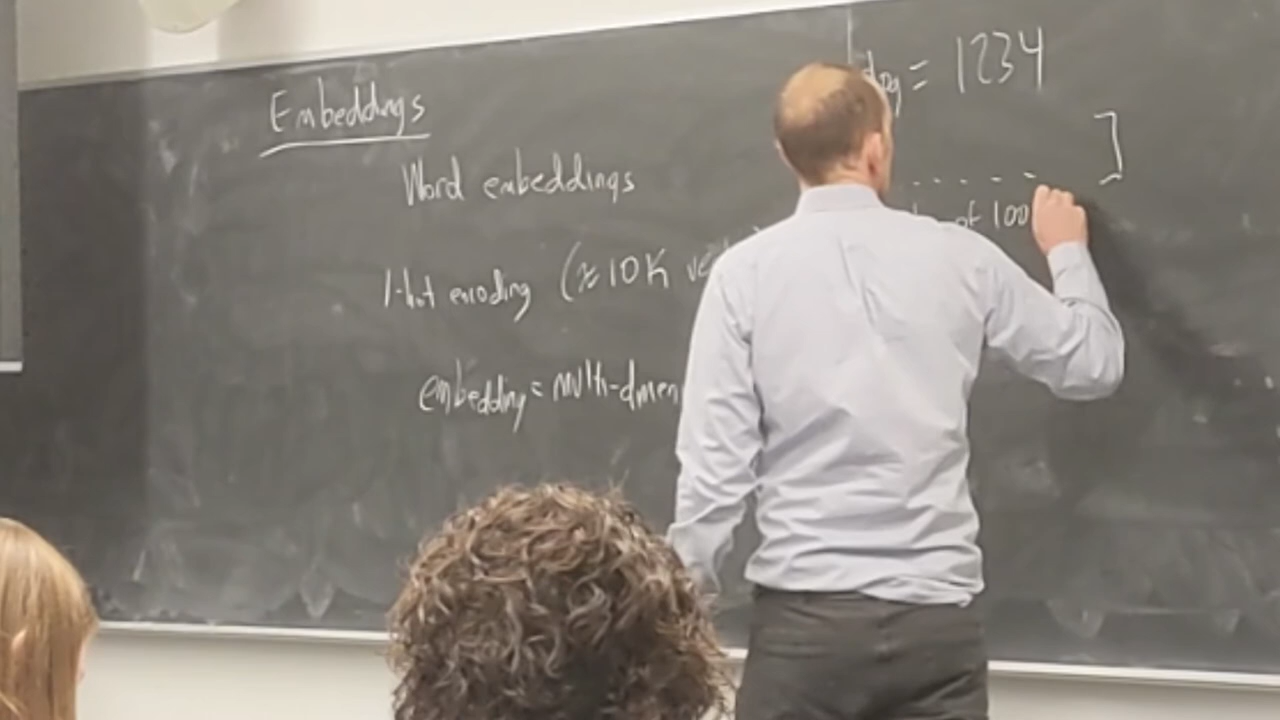 Embeddings
Word embeddings
1-hot encoding (≈10K
embedding = multi-dimen
dog = 1234
. . . . . ]
of 100